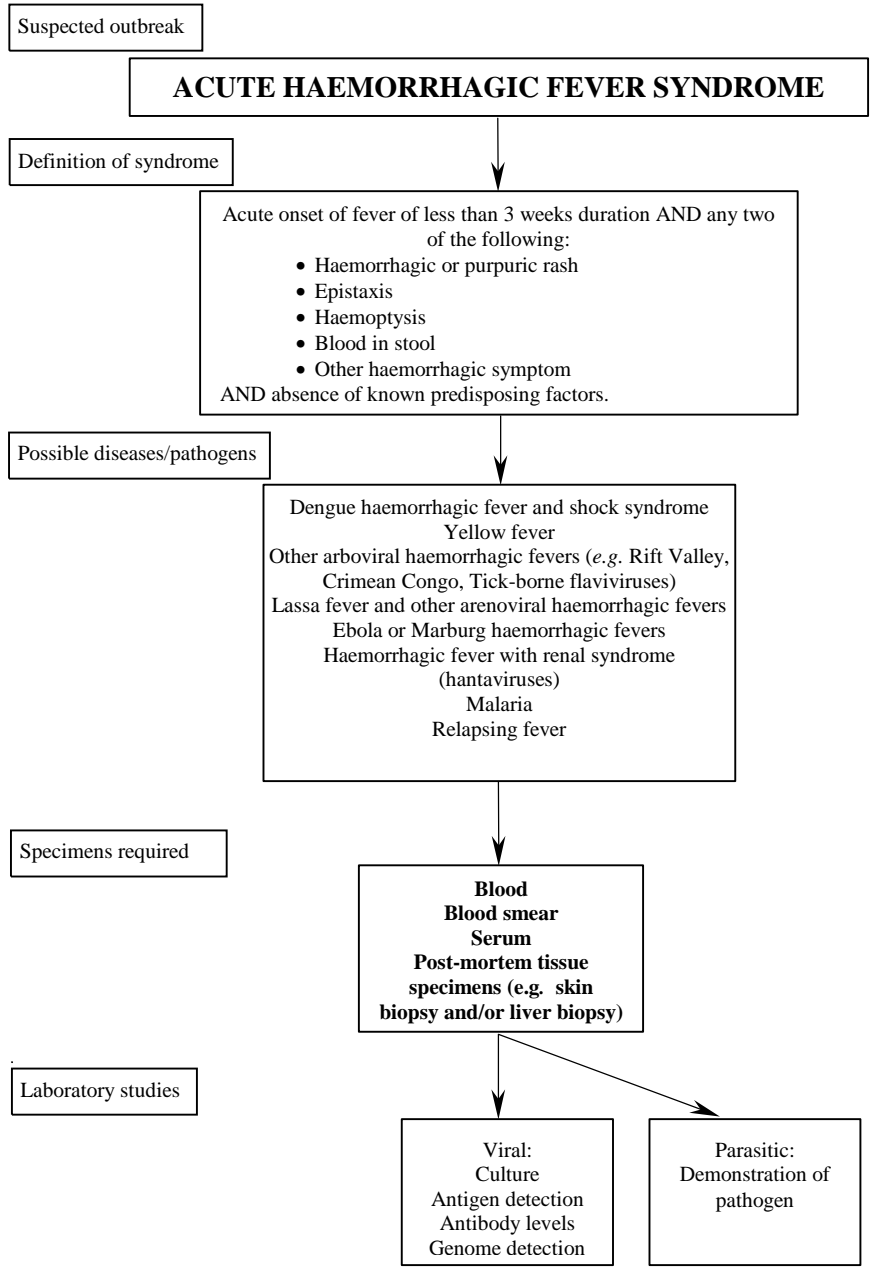 Suspected outbreak
ACUTE HAEMORRHAGIC FEVER SYNDROME
Definition of syndrome
Acute onset of fever of less than 3 weeks duration AND any two
of the following:
• Haemorrhagic or purpuric rash
• Epistaxis
• Haemoptysis
• Blood in stool
• Other haemorrhagic symptom
AND absence of known predisposing factors.
Possible diseases/pathogens
Dengue haemorrhagic fever and shock syndrome
Yellow fever
Other arboviral haemorrhagic fevers (e.g. Rift Valley,
Crimean Congo, Tick-borne flaviviruses)
Lassa fever and other arenoviral haemorrhagic fevers
Ebola or Marburg haemorrhagic fevers
Haemorrhagic fever with renal syndrome
(hantaviruses)
Malaria
Relapsing fever
Specimens required
Blood
Blood smear
Serum
Post-mortem tissue
specimens (e.g. skin
biopsy and/or liver biopsy)
.
Laboratory studies
Viral:
Culture
Antigen detection
Antibody levels
Genome detection
Parasitic:
Demonstration of
pathogen